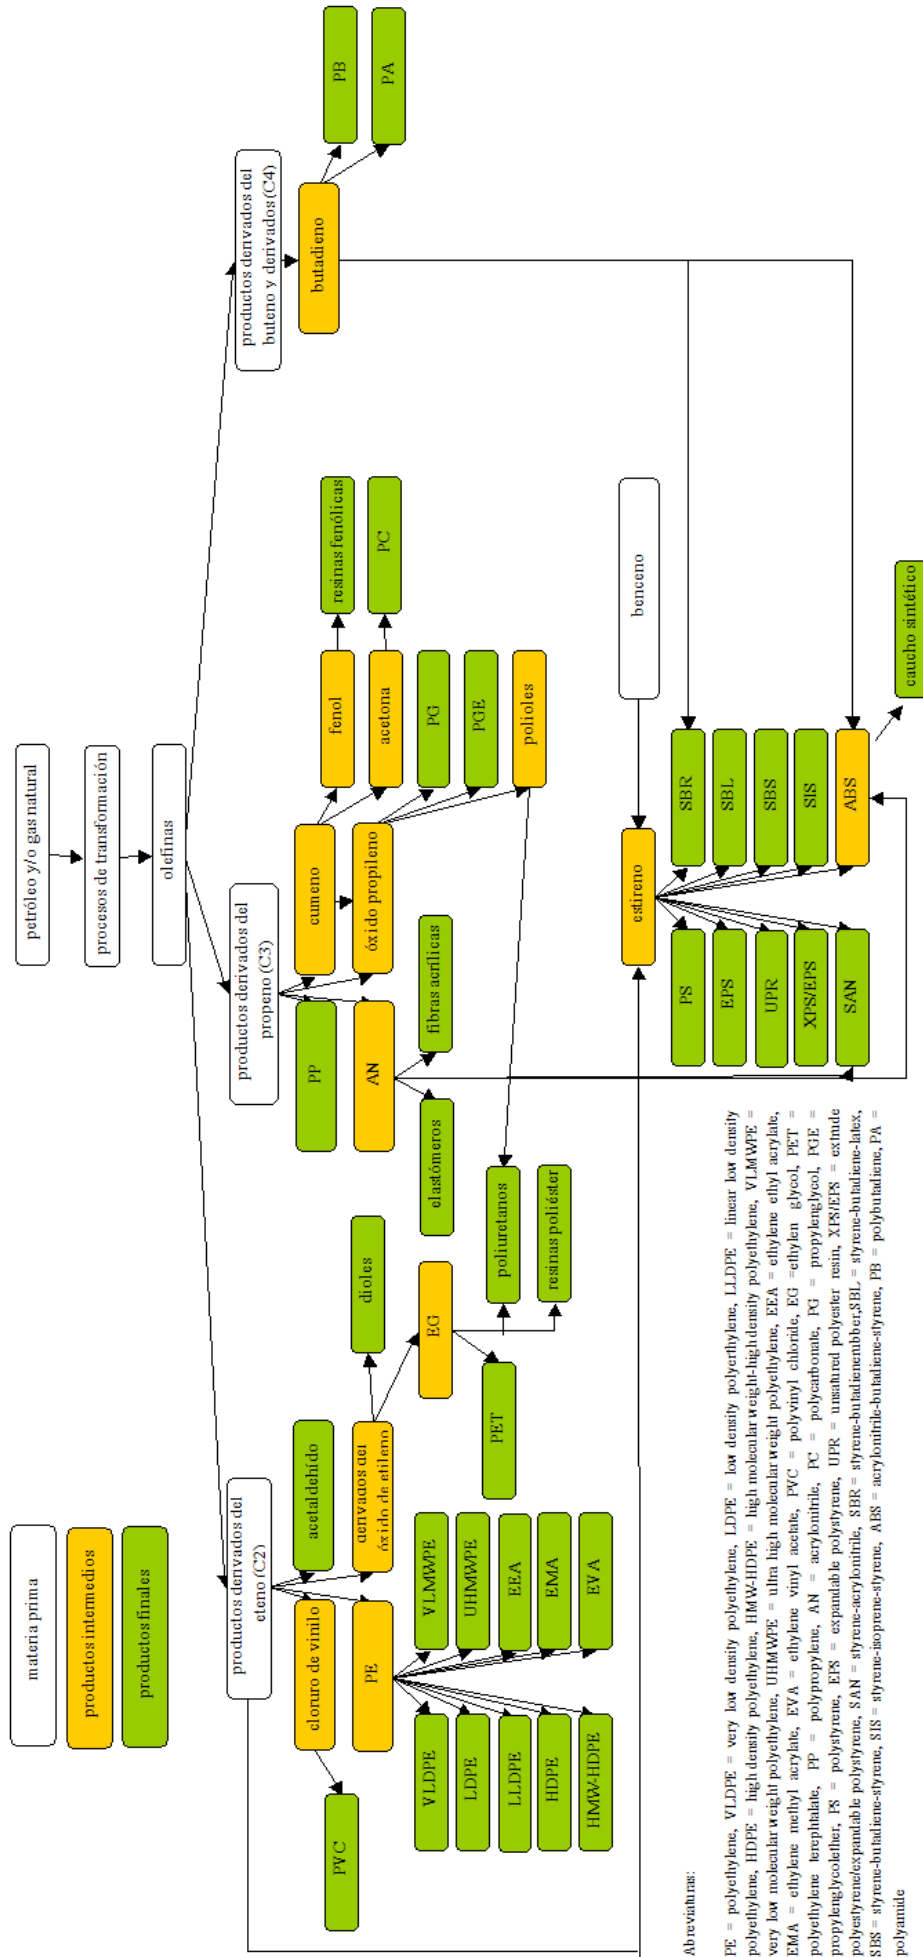 materia prima
productos intermedios
productos finales
petróleo y/o gas natural
procesos de transformación
olefinas
productos derivados del
eteno (C2)
productos derivados del
propeno (C3)
productos derivados del
buteno y derivados (C4)
cloruro de vinilo
acetaldehído
PE
derivados del
óxido de etileno
PVC
dioles
EG
VLDPE
VLMWPE
LDPE
UHMWPE
LLDPE
EEA
HDPE
EMA
HMW-HDPE
EVA
PET
poliuretanos
resinas poliéster
PP
cumeno
AN
óxido propileno
elastómeros
fibras acrílicas
fenol
resinas fenólicas
acetona
PC
PG
PGE
polioles
butadieno
PB
PA
benceno
estireno
PS
SBR
EPS
SBL
UPR
SBS
XPS/EPS
SIS
SAN
ABS
caucho sintético
Abreviaturas:
PE = polyethylene, VLDPE = very low density polyethylene, LDPE = low density polyerthylene, LLDPE = linear low density
polyethylene, HDPE = high density polyethylene, HMW-HDPE = high molecular weight-high density polyethylene, VLMWPE =
very low molecular weight polyethylene, UHMWPE = ultra high molecular weight polyethylene, EEA = ethylene ethyl acrylate,
EMA = ethylene methyl acrylate, EVA = ethylene vinyl acetate, PVC = polyvinyl chloride, EG =ethylen glycol, PET =
polyethylene terephtalate, PP = polypropylene, AN = acrylonitrile, PC = polycarbonate, PG = propylenglycol, PGE =
propylenglycolether, PS = polystyrene, EPS = expandable polystyrene, UPR = unsatured polyester resin, XPS/EPS = extrude
polyestyrene/expandable polystyrene, SAN = styrene-acrylonitrile, SBR = styrene-butadienerubber,SBL = styrene-butadiene-latex,
SBS = styrene-butadiene-styrene, SIS = styrene-isoprene-styrene, ABS = acrylonitrile-butadiene-styrene, PB = polybutadiene, PA =
polyamide